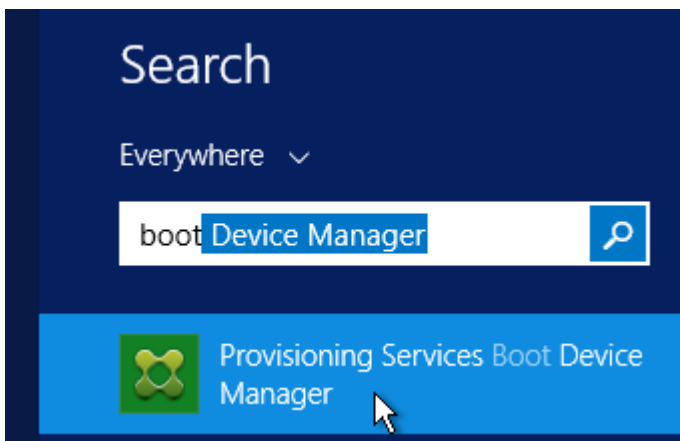 Search
Everywhere
boot Device Manager
Provisioning Services Boot Device
Manager